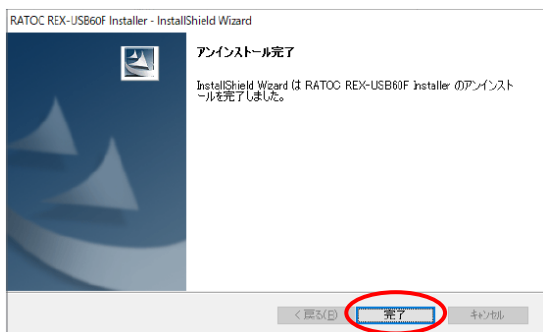 RATOC REX-USB60F Installer - InstallShield Wizard
アンインストール完了
InstallShield Wizard は RATOC REX-USB60F Installer のアンインスト
ールを完了しました。
< 戻る(B)
完了
キャンセル